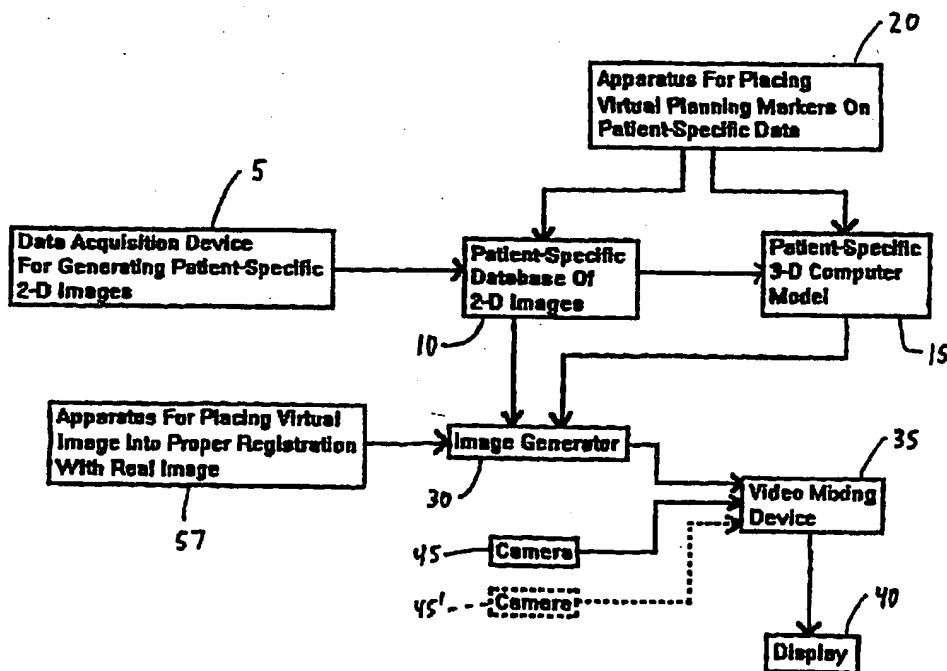 20
Apparatus For Placing
Virtual Planning Markers On
Patient-Specific Data
5
Data Acquisition Device
For Generating Patient-Specific
2-D Images
Patient-Specific
Database Of
2-D Images
Patient-Specific
3-D Computer
Model
10
15
Apparatus For Placing Virtual
Image Into Proper Registration
With Real Image
57
Image Generator
30
35
Video Mixing
Device
45
Camera
45'
Camera
40
Display